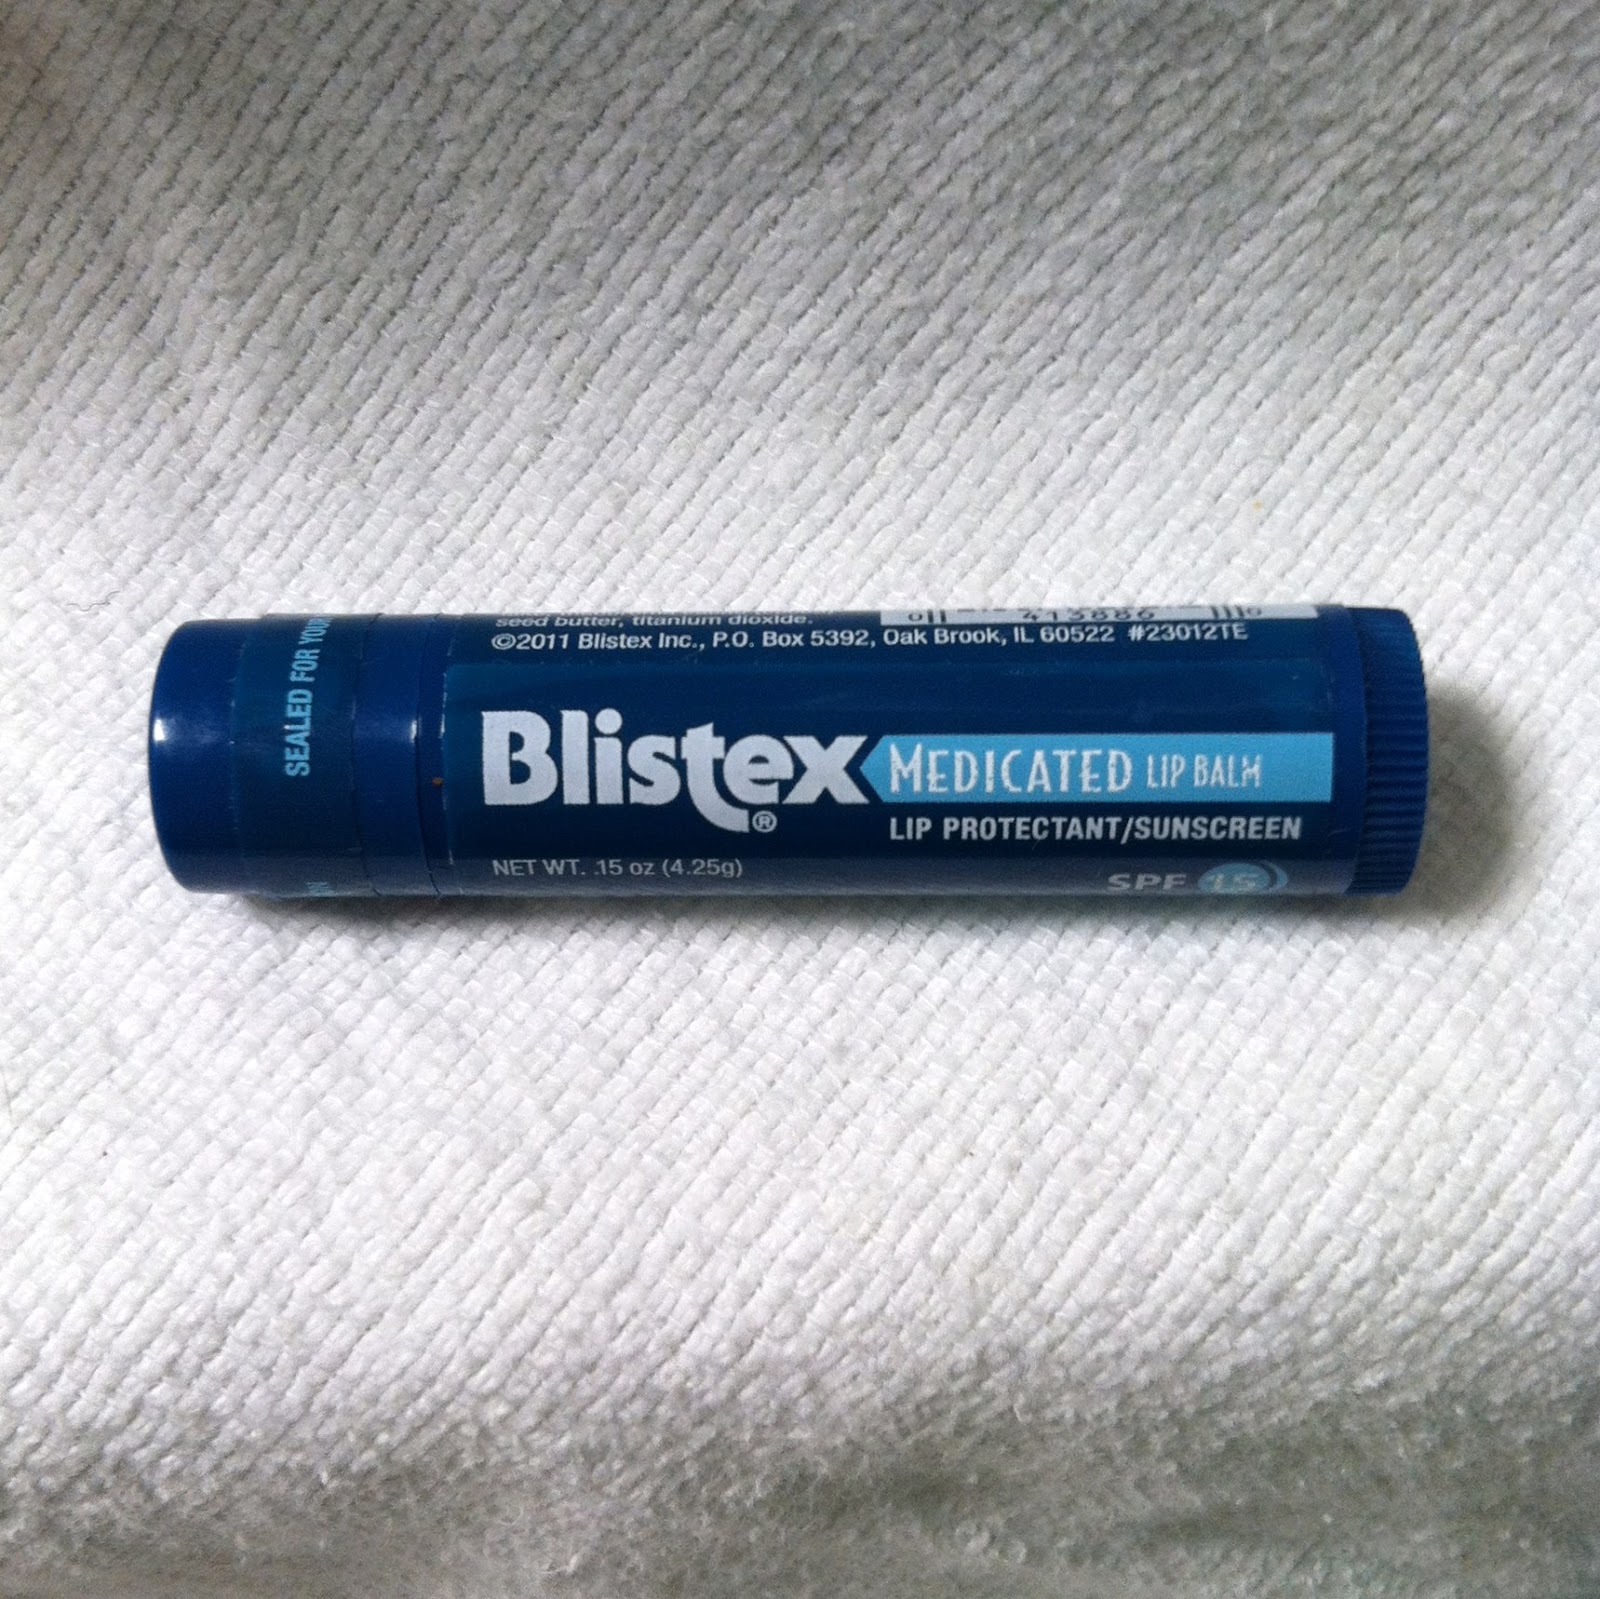 SEALED FOR YOUR
seed butter, titanium dioxide.
©2011 Blistex Inc., P.O. Box 5392, Oak Brook, IL 60522 #23012TE
Blistex®
MEDICATED LIP BALM
LIP PROTECTANT/SUNSCREEN
NET WT. .15 oz (4.25g)
SPF 15